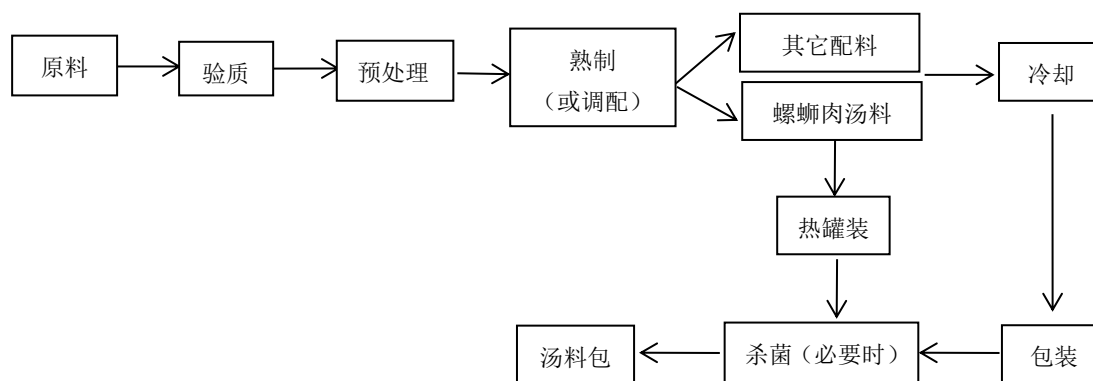 原料
验质
预处理
熟制
（或调配）
其它配料
螺蛳肉汤料
冷却
热罐装
汤料包
杀菌（必要时）
包装